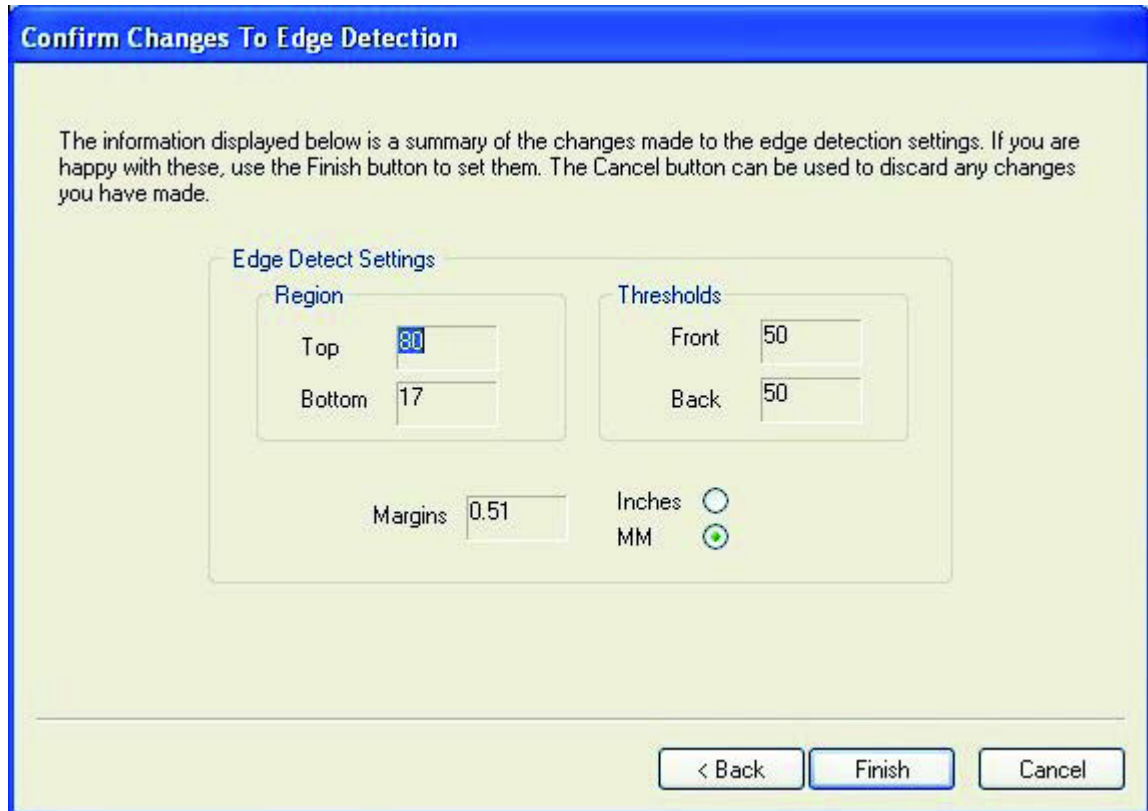 Confirm Changes To Edge Detection
The information displayed below is a summary of the changes made to the edge detection settings. If you are
happy with these, use the Finish button to set them. The Cancel button can be used to discard any changes
you have made.
Edge Detect Settings
Region
Top 80
Bottom 17
Thresholds
Front 50
Back 50
Margins 0.51
Inches
MM
< Back Finish Cancel